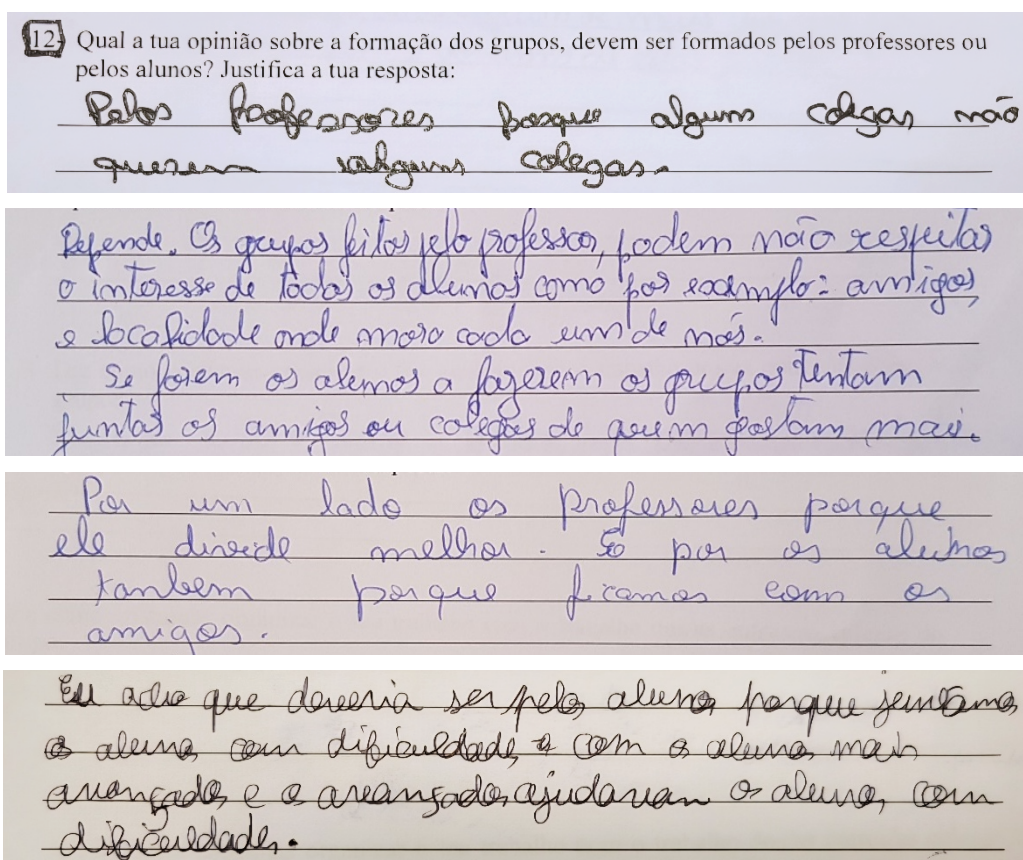 12- Qual a tua opinião sobre a formação dos grupos, devem ser formados pelos professores ou
pelos alunos? Justifica a tua resposta:
Pelos professores porque alguns colegas não
querem alguns colegas.
Depende. Os grupos feitos pelo professor, podem não respeitar
o interesse de todos os alunos como por exemplo: amigos,
e localidade onde mora cada um de nós.
Se forem os alunos a fazerem os grupos tentam
juntar os amigos ou colegas de quem gostam mais.
Por um lado os professores porque
ele divide melhor. E por os alunos
tanbem porque ficamos com os
amigos.
Eu acho que deveria ser pelos alunos porque juntamos
os alunos com dificuldades com os alunos mais
avançados e os avançados ajudavam os alunos com
dificuldades.